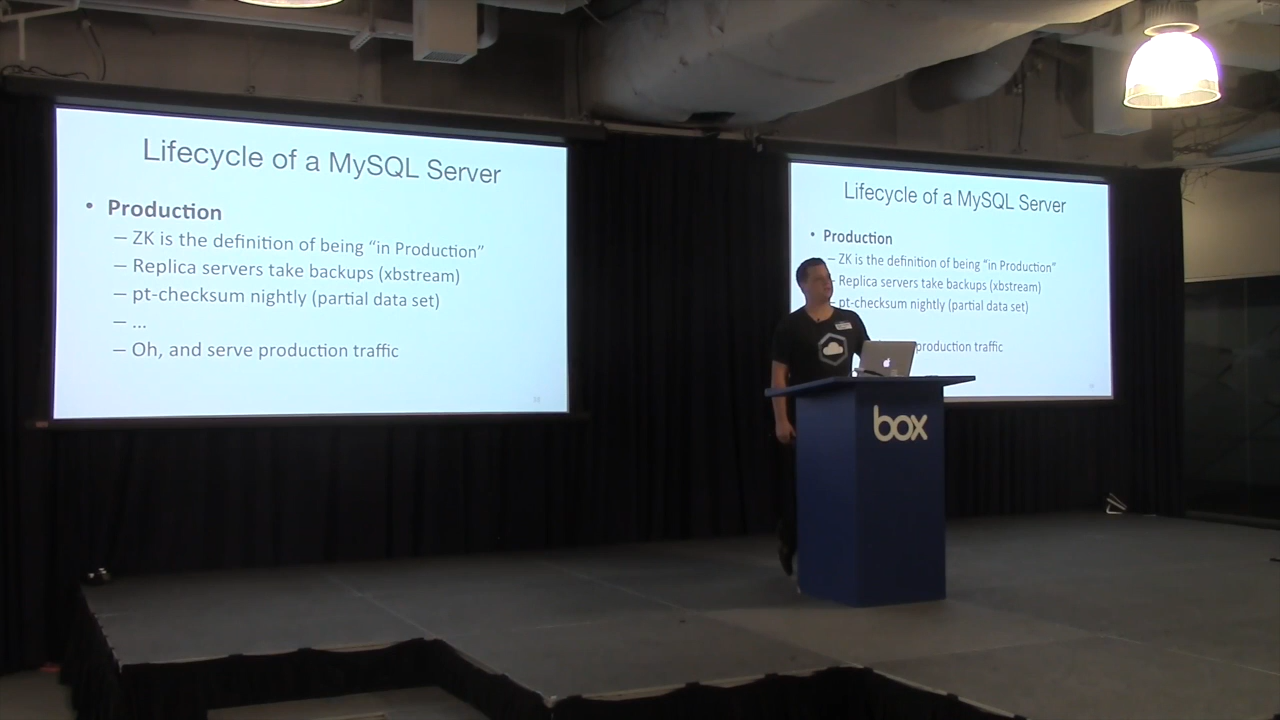 Lifecycle of a MySQL Server
• Production
– ZK is the definition of being “in Production”
– Replica servers take backups (xbstream)
– pt-checksum nightly (partial data set)
– ...
– Oh, and serve production traffic
Lifecycle of a MySQL Server
• Production
– ZK is the definition of being “in Production”
Replica servers take backups (xbstream)
pt-checksum nightly (partial data set)
production traffic
box